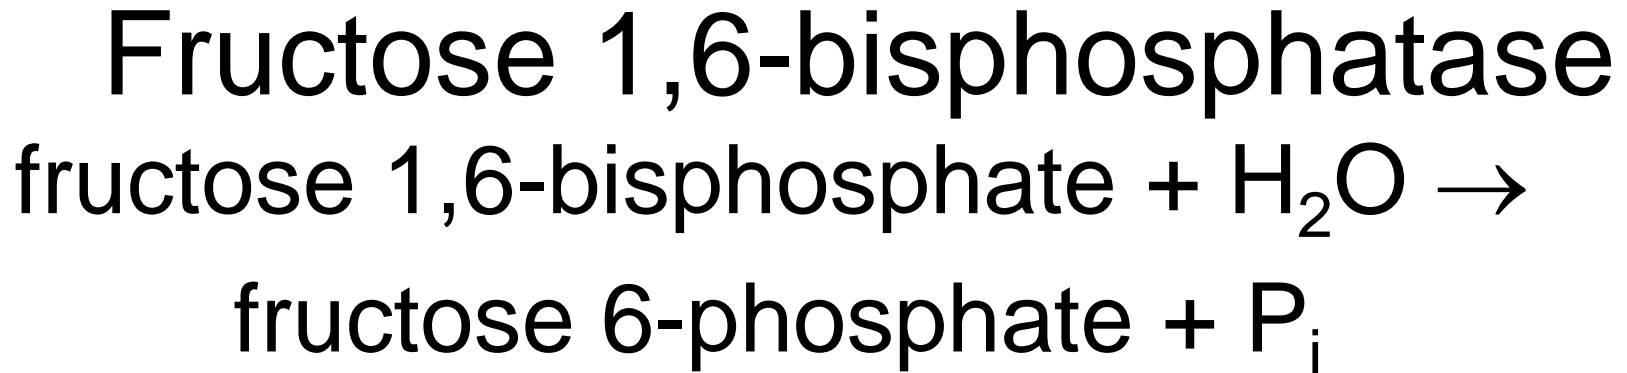 Fructose 1,6-bisphosphatase
fructose 1,6-bisphosphate + H₂O →
fructose 6-phosphate + Pᵢ